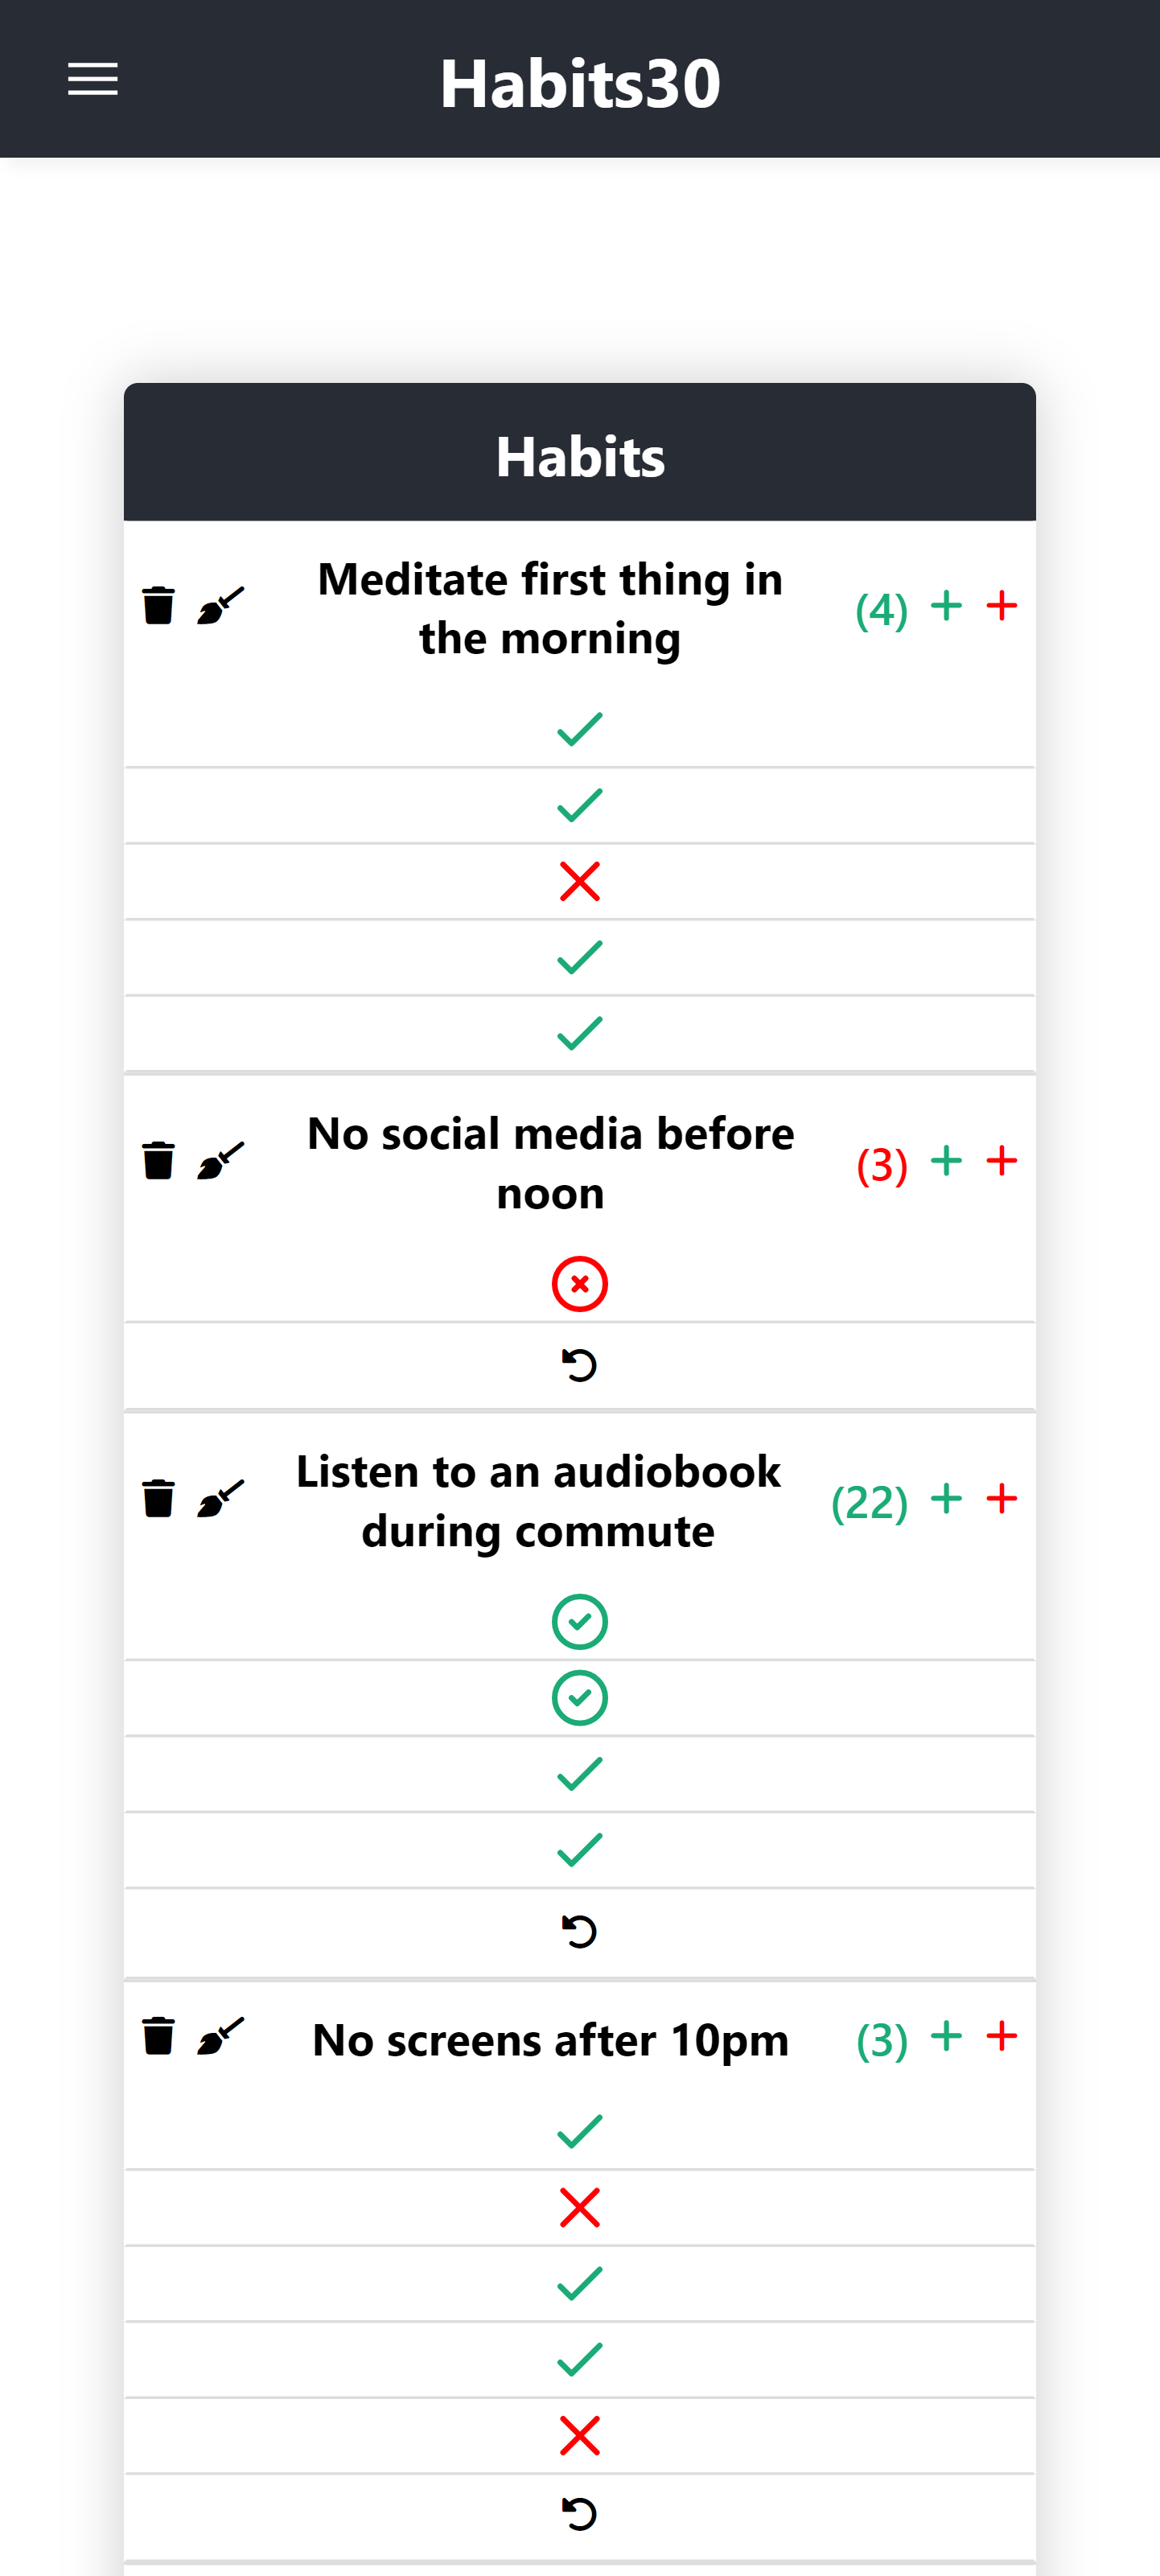 Habits30
Habits
Meditate first thing in
the morning
(4)
No social media before
noon
(3)
Listen to an audiobook
during commute
(22)
No screens after 10pm
(3)